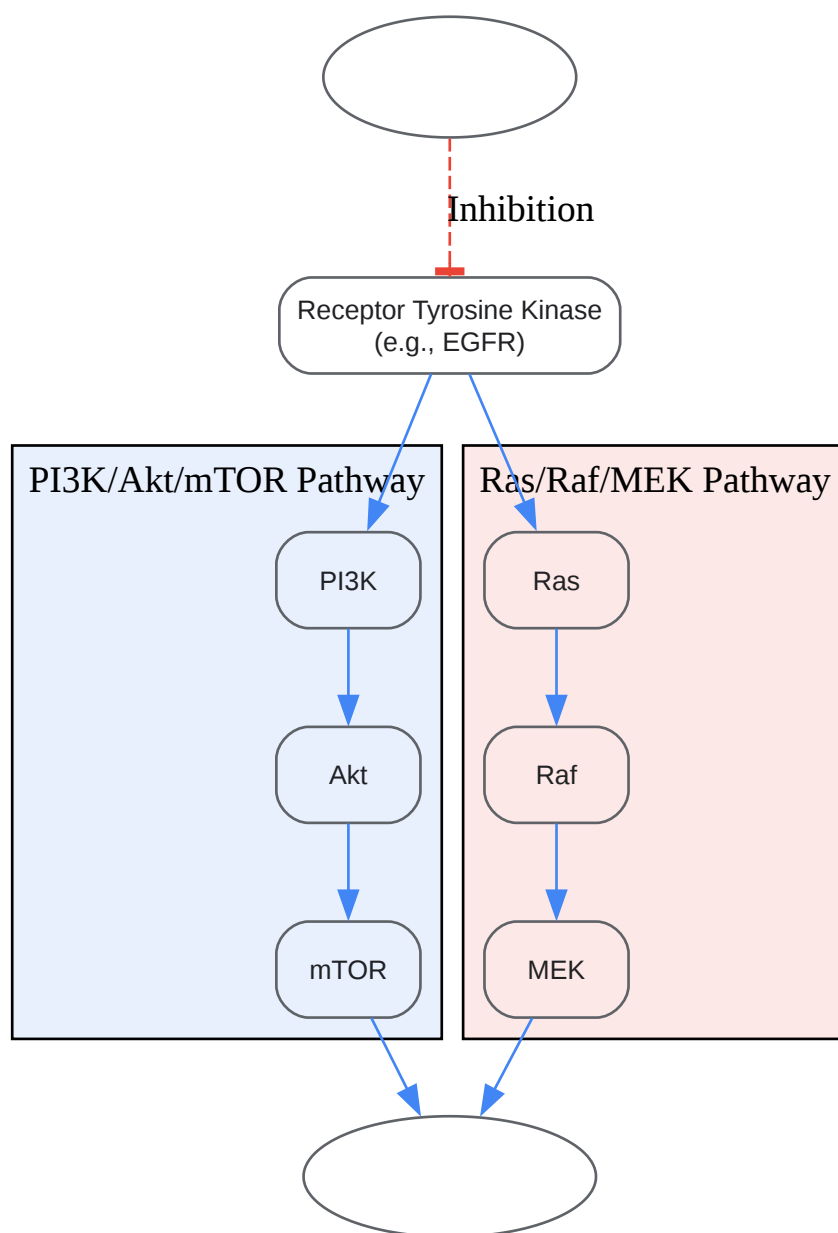 Inhibition
Receptor Tyrosine Kinase
(e.g., EGFR)
PI3K/Akt/mTOR Pathway
Ras/Raf/MEK Pathway
PI3K
Ras
Akt
Raf
mTOR
MEK